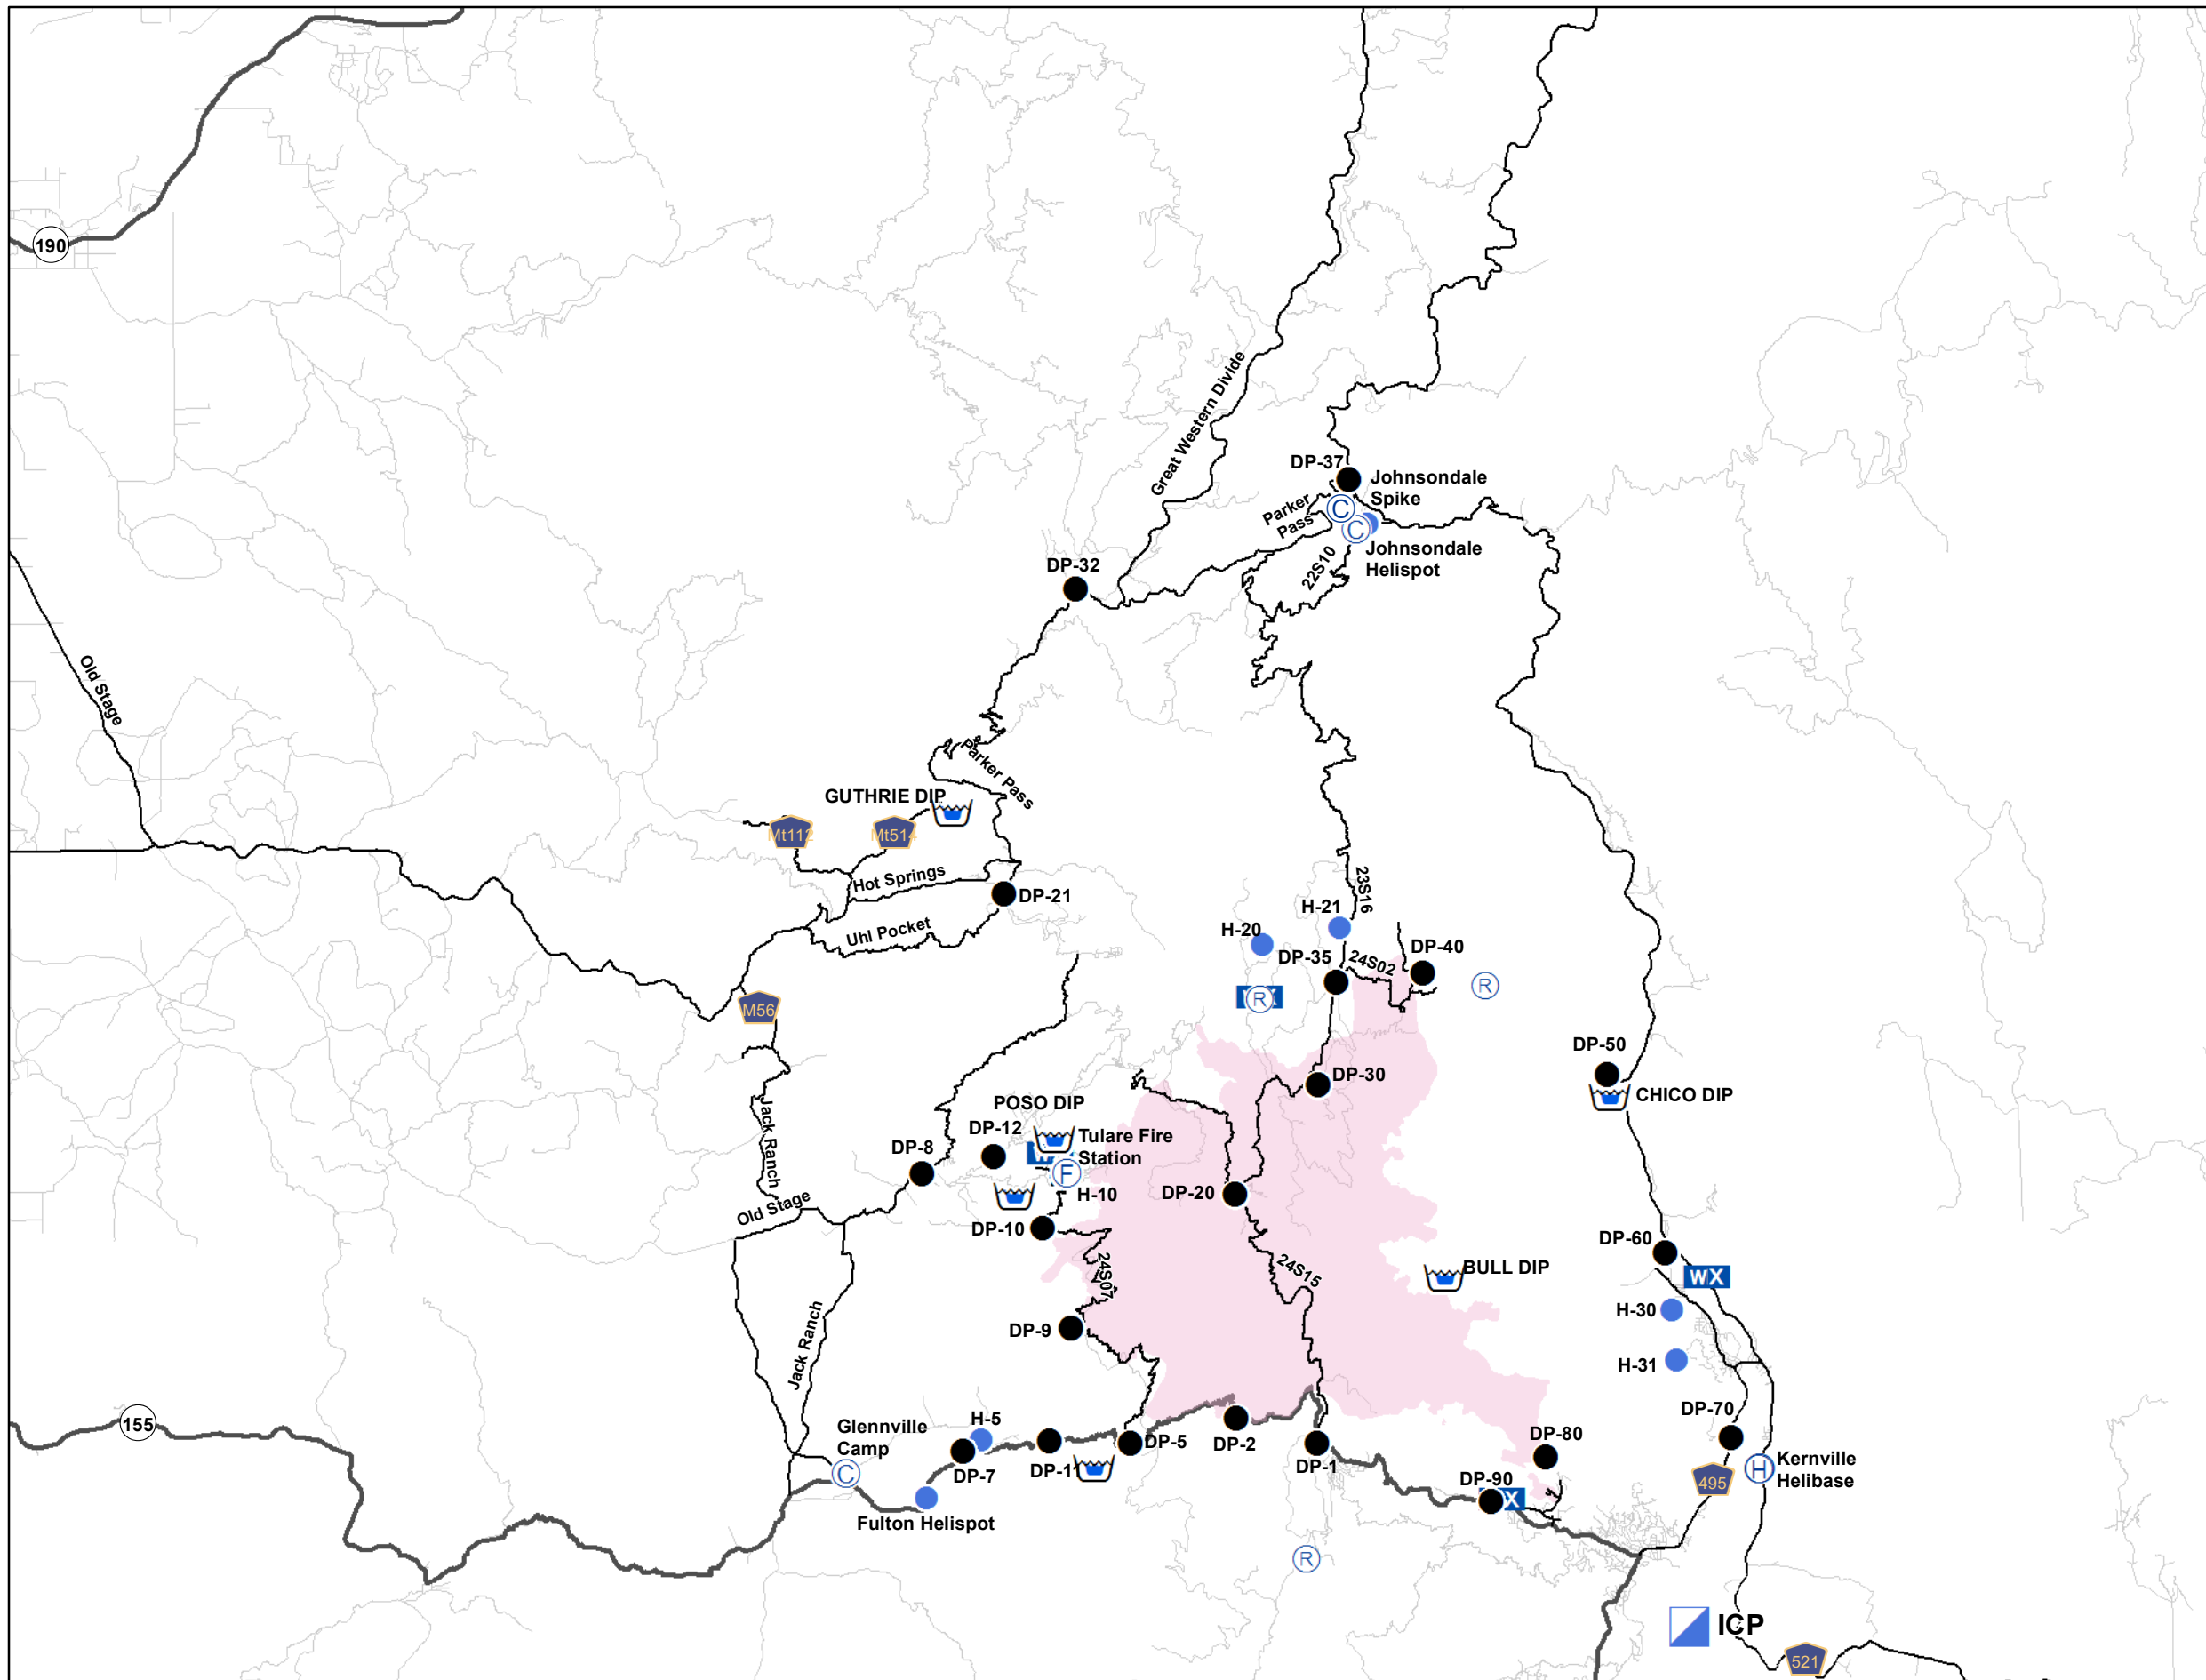 190
Great Western Divide
DP-37
Johnsondale
Spike
Parker
Pass
C
C
Johnsondale
Helispot
22S10
DP-32
Old Stage
Parker Pass
GUTHRIE DIP
Mt112
Mt514
Hot Springs
DP-21
Uhl Pocket
23S16
H-21
H-20
DP-35
24S02
DP-40
R
R
M56
DP-50
CHICO DIP
DP-30
Jack Ranch
POSO DIP
DP-12
Tulare Fire
Station
DP-8
F
H-10
DP-20
Old Stage
DP-10
24S07
24S15
DP-60
WX
BULL DIP
H-30
DP-9
Jack Ranch
H-31
155
Glennville
Camp
C
H-5
DP-7
DP-11
DP-5
DP-2
DP-1
DP-70
DP-80
DP-90
H
Kernville
Helibase
495
Fulton Helispot
R
ICP
521